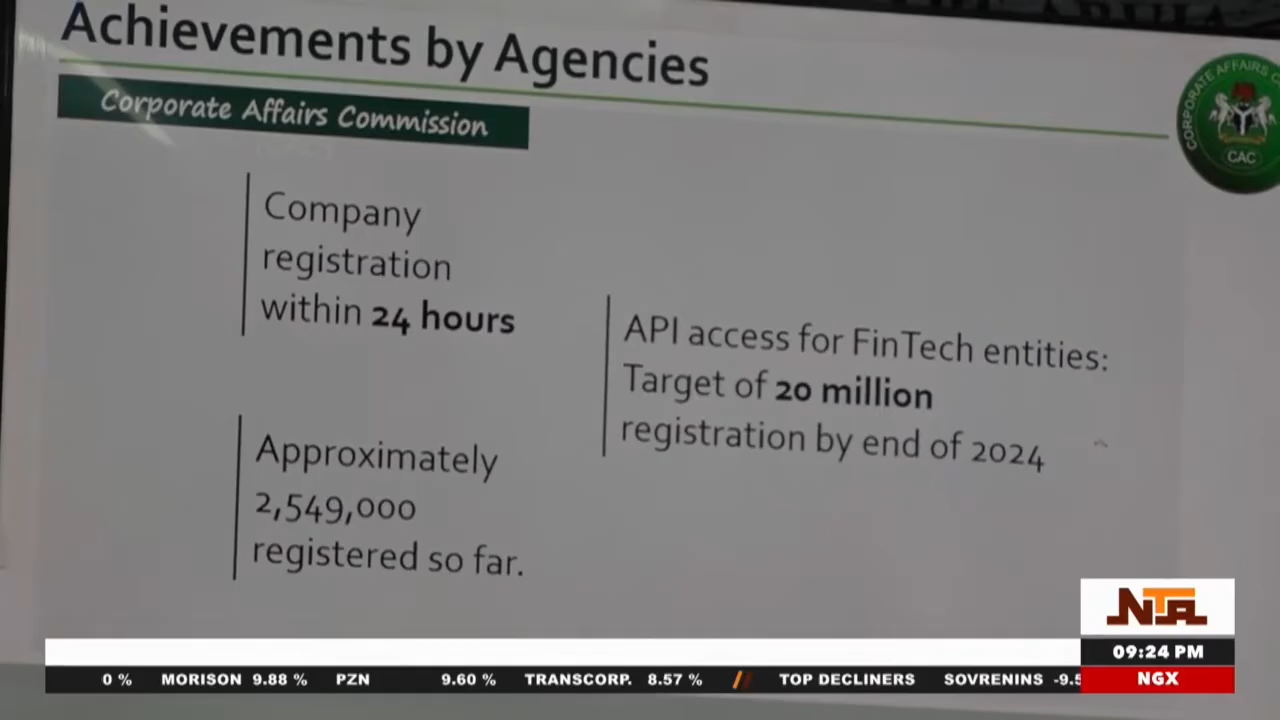 Achievements by Agencies
Corporate Affairs Commission
CORPORATE AFFAIRS
CAC
Company
registration
within 24 hours
API access for FinTech entities:
Target of 20 million
registration by end of 2024
Approximately
2,549,000
registered so far.
NTA
09:24 PM
0 % MORISON 9.88 % PZN 9.60 % TRANSCORP. 8.57 % // TOP DECLINERS SOVRENINS
NGX